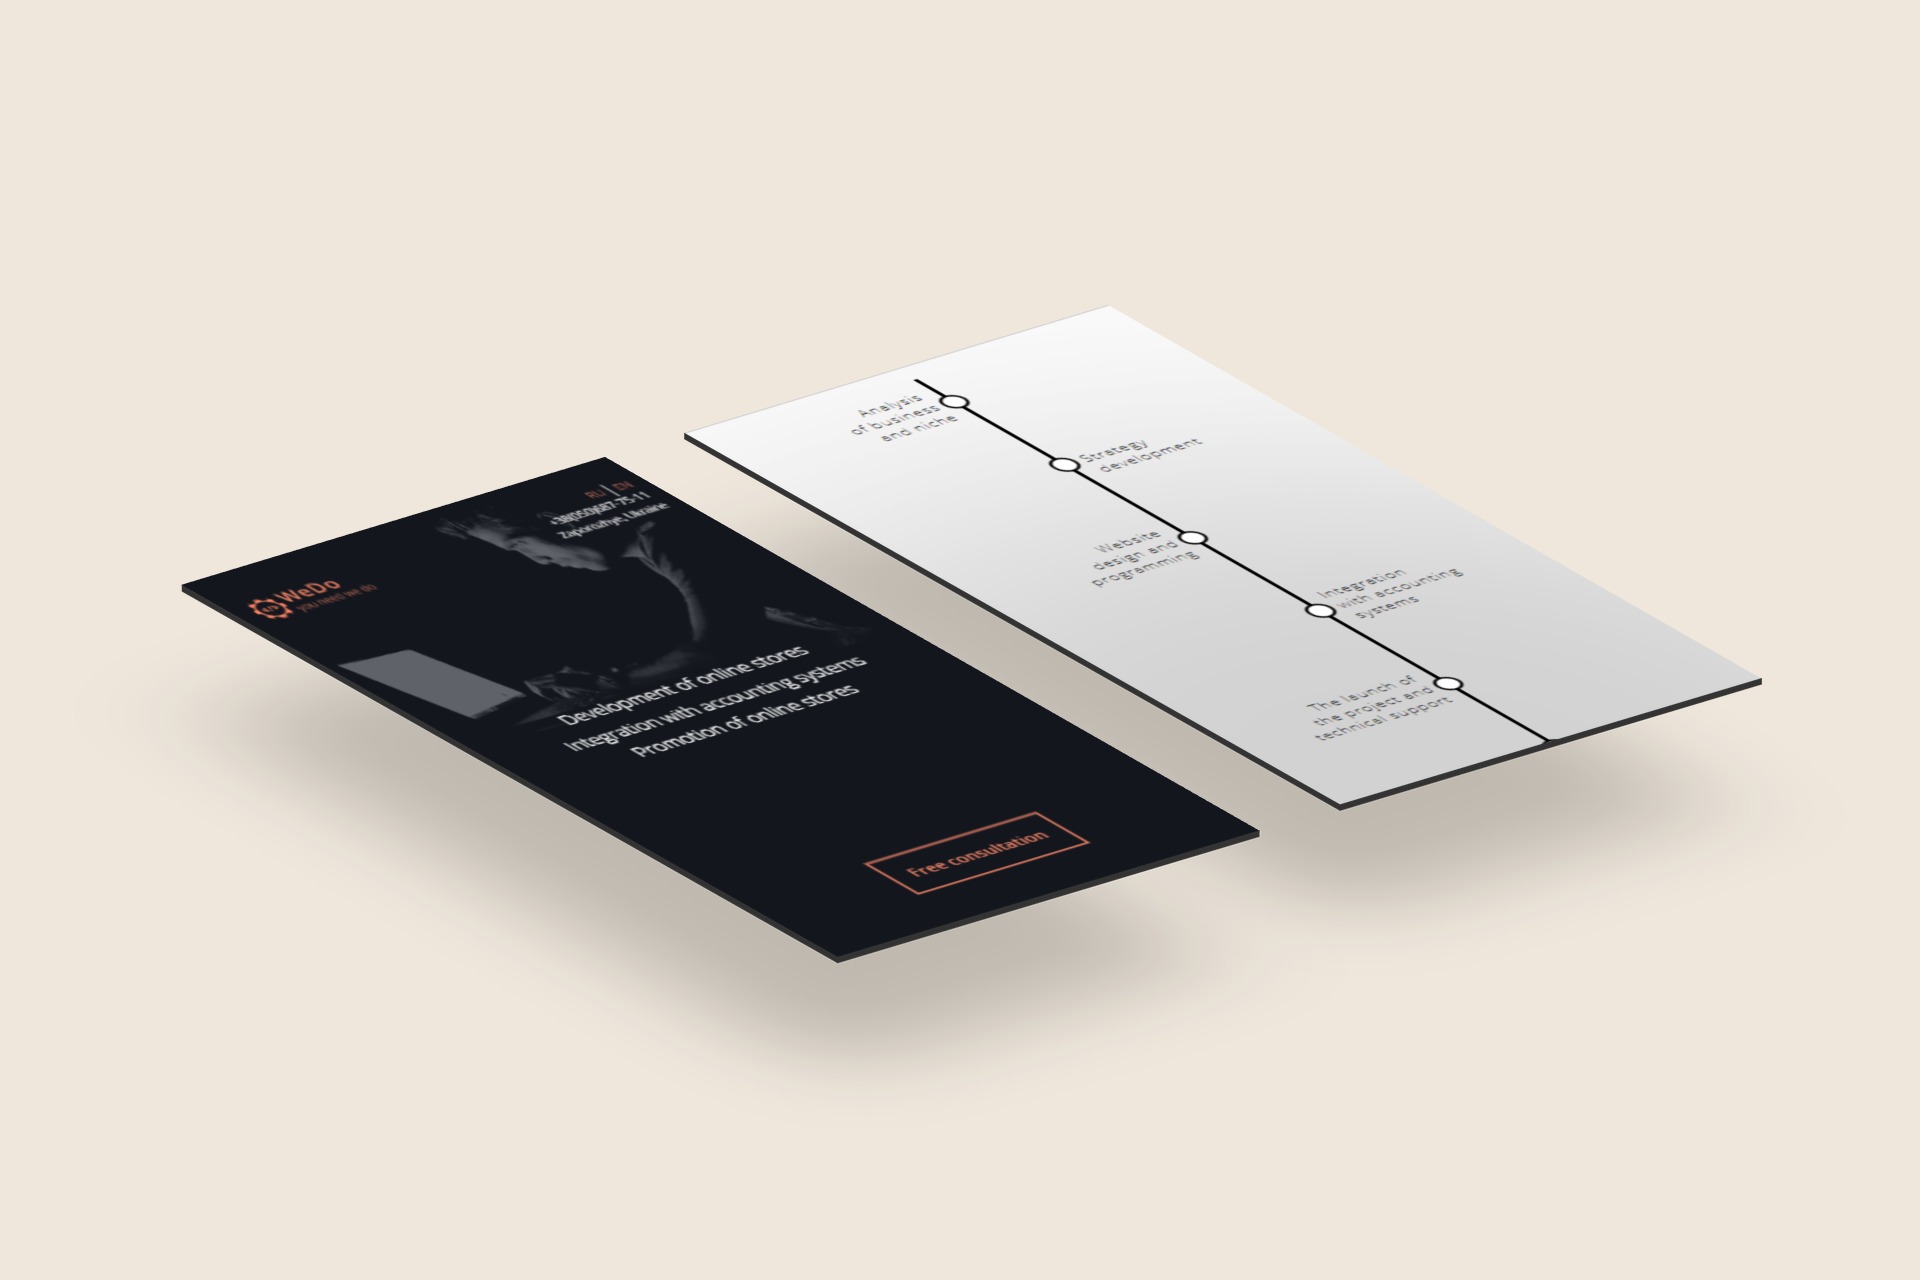 WeDo
you need we do
RU | EN
+38(050)687-75-11
Zaporozhye, Ukraine
Development of online stores
Integration with accounting systems
Promotion of online stores
Free consultation
Analysis
of business
and niche
Strategy
development
Website
design and
programming
Integration
with accounting
systems
The launch of
the project and
technical support